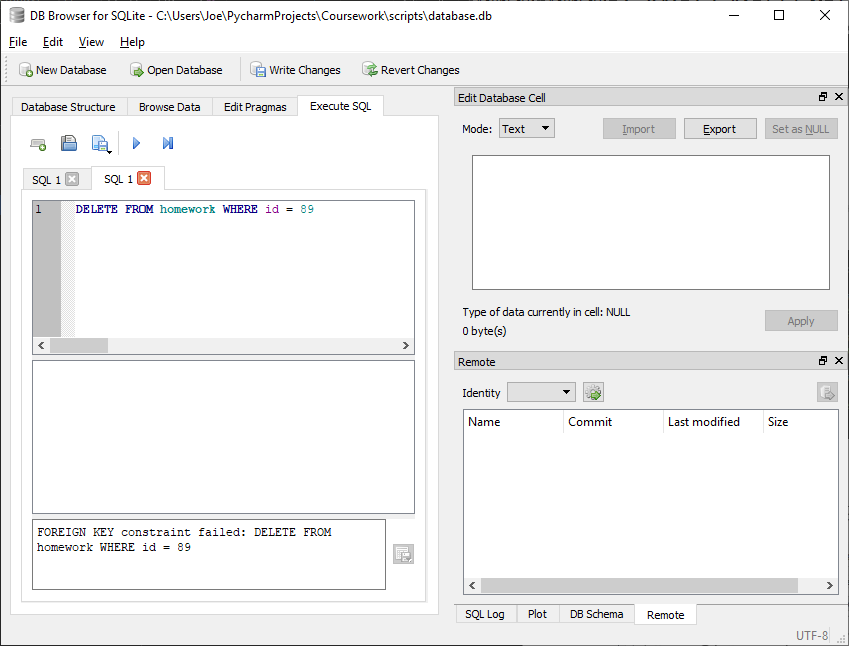 DB Browser for SQLite - C:\Users\Joe\PycharmProjects\Coursework\scripts\database.db
File Edit View Help
New Database Open Database Write Changes Revert Changes
Database Structure Browse Data Edit Pragmas Execute SQL
SQL 1 SQL 1
1 DELETE FROM homework WHERE id = 89
FOREIGN KEY constraint failed: DELETE FROM
homework WHERE id = 89
Edit Database Cell
Mode: Text Import Export Set as NULL
Type of data currently in cell: NULL
0 byte(s)
Apply
Remote
Identity
Name Commit Last modified Size
SQL Log Plot DB Schema Remote
UTF-8